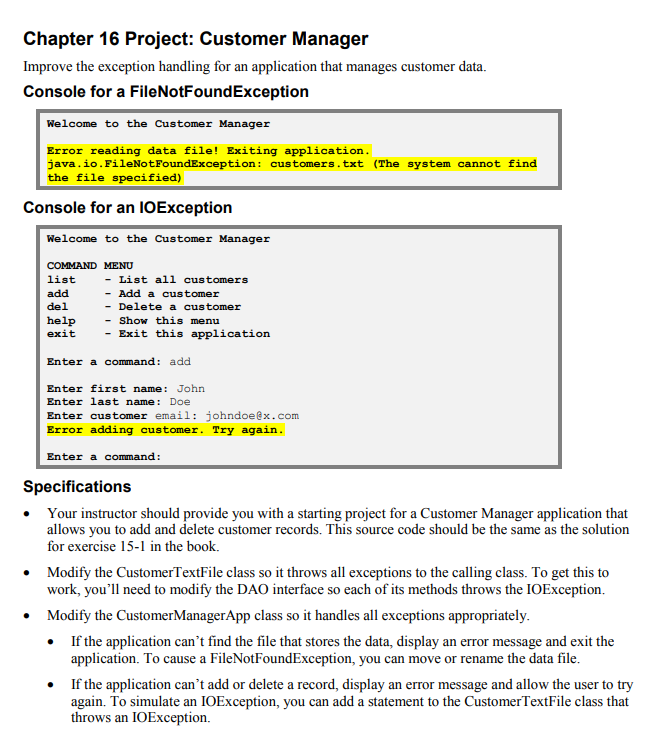 Chapter 16 Project: Customer Manager
Improve the exception handling for an application that manages customer data.
Console for a FileNotFoundException
Welcome to the Customer Manager
Error reading data file! Exiting application.
java.io.FileNotFoundException: customers.txt (The system cannot find
the file specified)
Console for an IOException
Welcome to the Customer Manager
COMMAND MENU
list - List all customers
add - Add a customer
del - Delete a customer
help - Show this menu
exit - Exit this application
Enter a command: add
Enter first name: John
Enter last name: Doe
Enter customer email: johndoe@x.com
Error adding customer. Try again.
Enter a command:
Specifications
• Your instructor should provide you with a starting project for a Customer Manager application that
allows you to add and delete customer records. This source code should be the same as the solution
for exercise 15-1 in the book.
• Modify the CustomerTextFile class so it throws all exceptions to the calling class. To get this to
work, you’ll need to modify the DAO interface so each of its methods throws the IOException.
• Modify the CustomerManagerApp class so it handles all exceptions appropriately.
• If the application can’t find the file that stores the data, display an error message and exit the
application. To cause a FileNotFoundException, you can move or rename the data file.
• If the application can’t add or delete a record, display an error message and allow the user to try
again. To simulate an IOException, you can add a statement to the CustomerTextFile class that
throws an IOException.